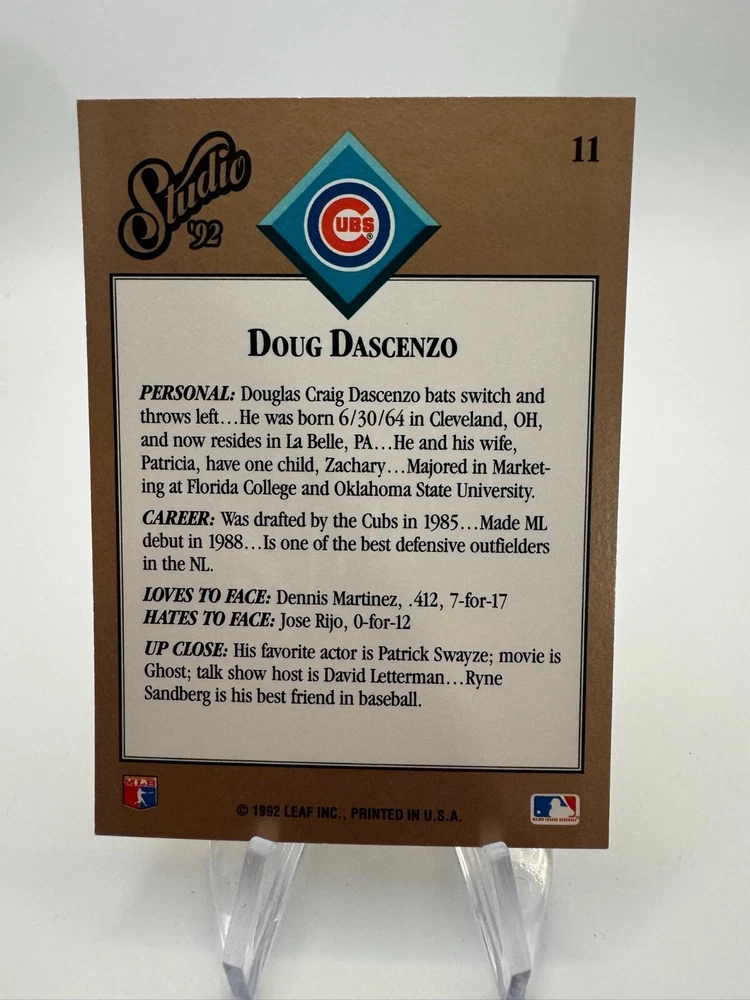 Studio
'92
11
CUBS
®
DOUG DASCENZO
PERSONAL: Douglas Craig Dascenzo bats switch and
throws left...He was born 6/30/64 in Cleveland, OH,
and now resides in La Belle, PA...He and his wife,
Patricia, have one child, Zachary...Majored in Market-
ing at Florida College and Oklahoma State University.
CAREER: Was drafted by the Cubs in 1985...Made ML
debut in 1988...Is one of the best defensive outfielders
in the NL.
LOVES TO FACE: Dennis Martinez, .412, 7-for-17
HATES TO FACE: Jose Rijo, 0-for-12
UP CLOSE: His favorite actor is Patrick Swayze; movie is
Ghost; talk show host is David Letterman...Ryne
Sandberg is his best friend in baseball.
MLB
© 1992 LEAF INC., PRINTED IN U.S.A.
MAJOR LEAGUE BASEBALL